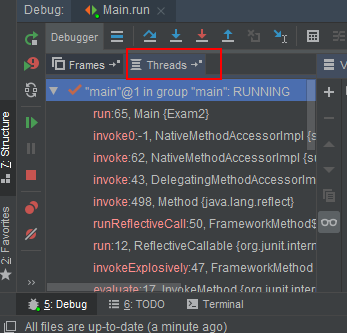 Debug: Main.run ×
Debugger
Frames Threads
"main"@1 in group "main": RUNNING
run:65, Main {Exam2}
invoke0:-1, NativeMethodAccessorImpl {su
invoke:62, NativeMethodAccessorImpl {su
invoke:43, DelegatingMethodAccessorIm
invoke:498, Method {java.lang.reflect}
runReflectiveCall:50, FrameworkMethod$
run:12, ReflectiveCallable {org.junit.intern
invokeExplosively:47, FrameworkMethod
evaluate:17, InvokeMethod {org.junit.inter
7: Structure
2: Favorites
5: Debug 6: TODO Terminal
All files are up-to-date (a minute ago)